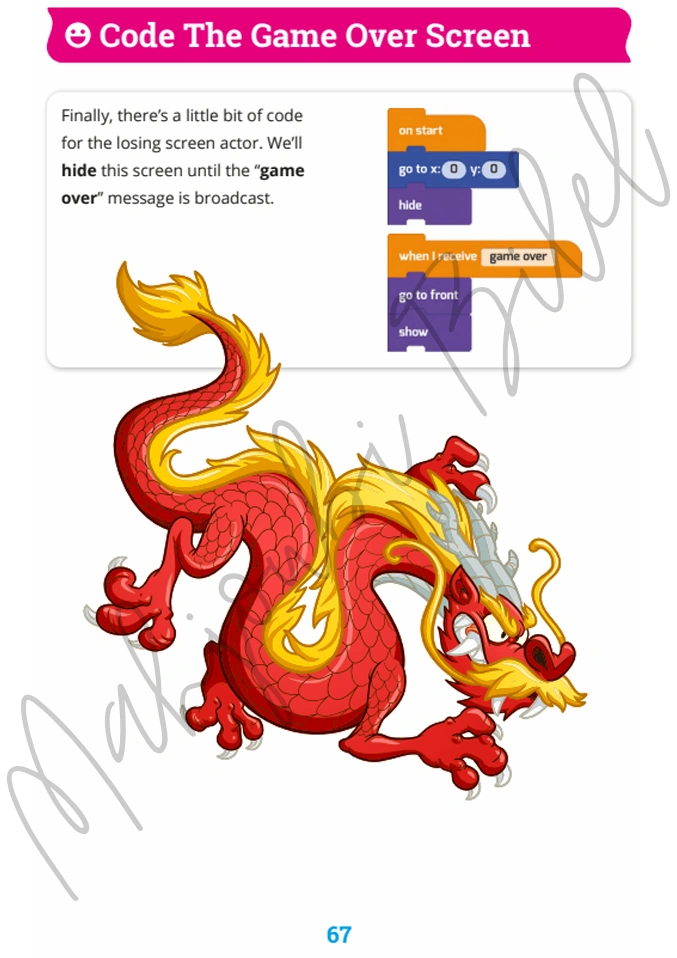 Code The Game Over Screen
Finally, there's a little bit of code
for the losing screen actor. We'll
hide this screen until the "game
over" message is broadcast.
on start
go to x: 0 y: 0
hide
when I receive game over
go to front
show
67